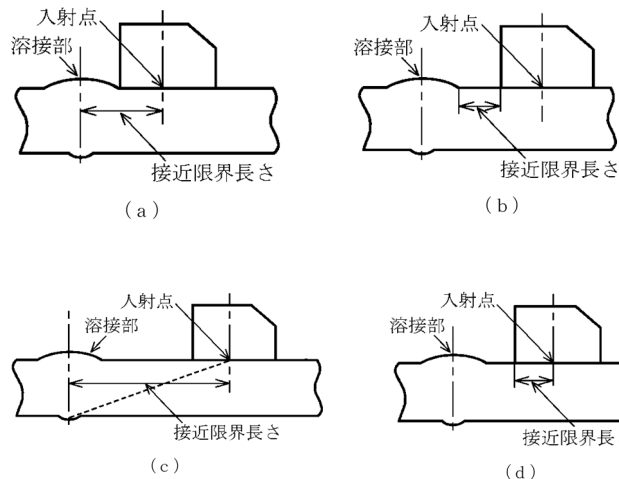 入射点
溶接部
接近限界長さ
(a)
入射点
溶接部
接近限界長さ
(b)
入射点
溶接部
接近限界長さ
(c)
入射点
溶接部
接近限界長
(d)